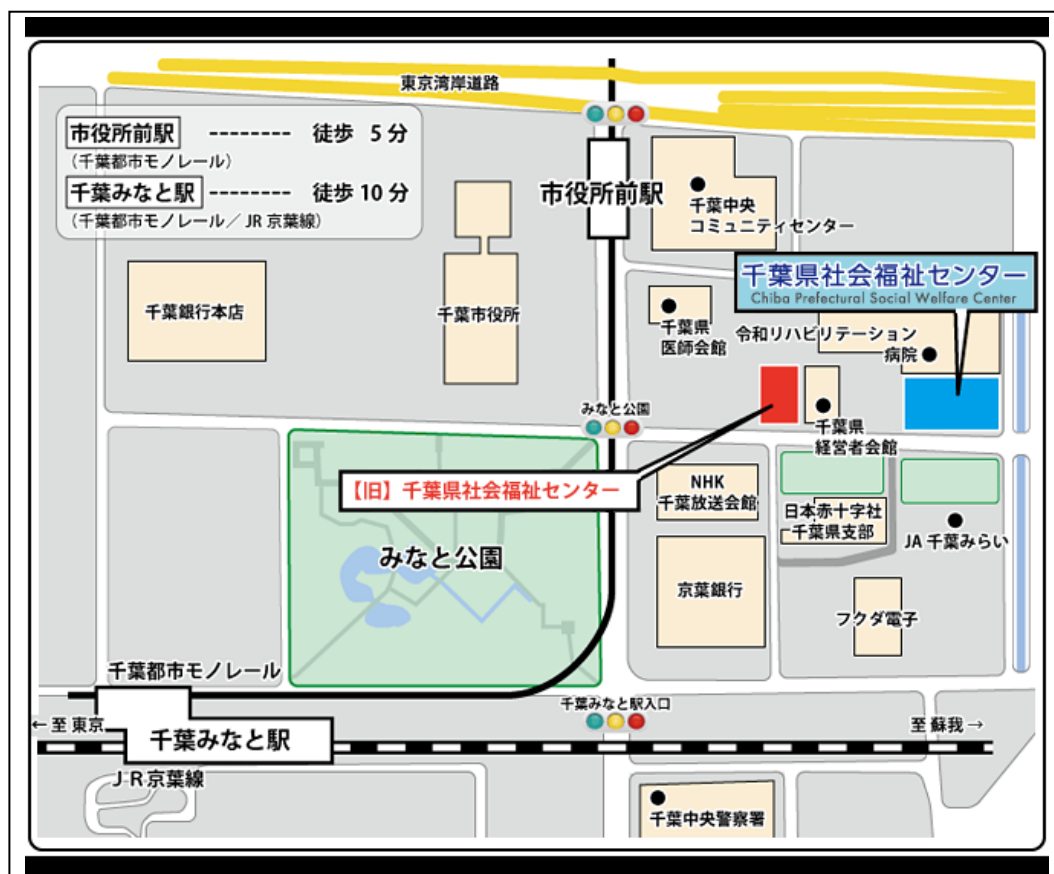 東京湾岸道路
市役所前駅 -------- 徒歩 5 分
(千葉都市モノレール)
千葉みなと駅 -------- 徒歩 10 分
(千葉都市モノレール／JR 京葉線)
市役所前駅
千葉中央
コミュニティセンター
千葉県社会福祉センター
Chiba Prefectural Social Welfare Center
千葉銀行本店
千葉市役所
千葉県
医師会館
令和リハビリテーション
病院
みなと公園
千葉県
経営者会館
【旧】千葉県社会福祉センター
NHK
千葉放送会館
日本赤十字社
千葉県支部
JA 千葉みらい
みなと公園
京葉銀行
フクダ電子
千葉都市モノレール
千葉みなと駅入口
← 至 東京
至 蘇我 →
千葉みなと駅
ＪＲ京葉線
千葉中央警察署